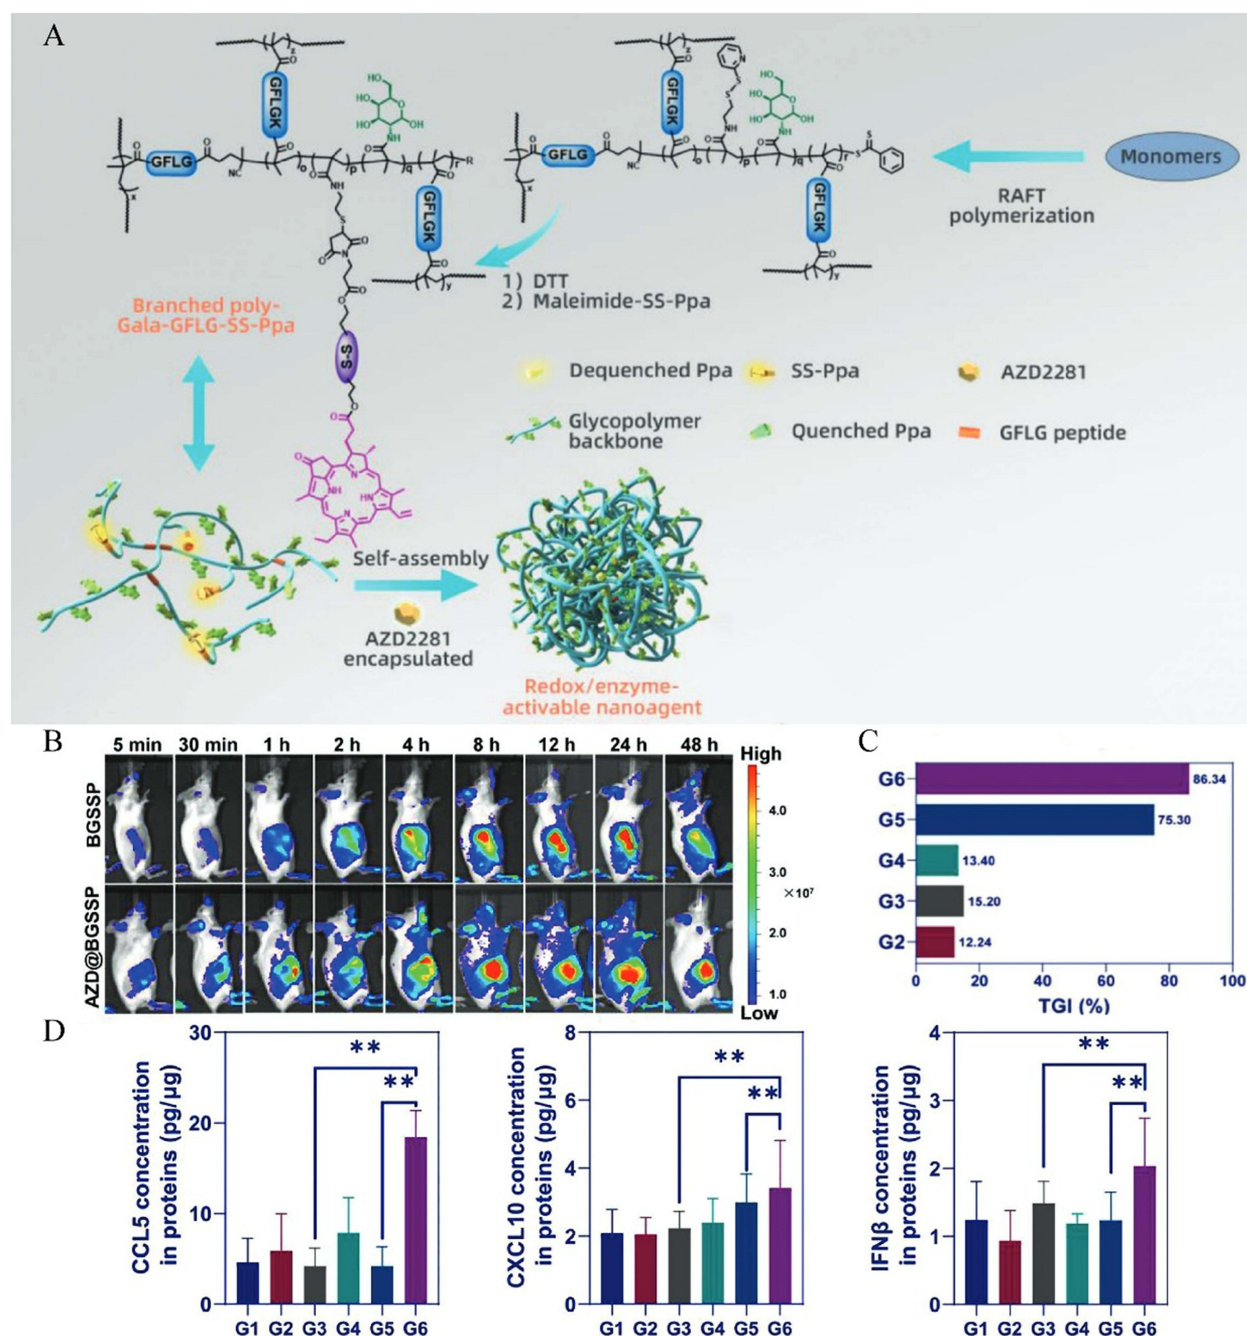 A
GFLGK
GFLG
GFLGK
GFLGK
GFLG
GFLGK
Monomers
RAFT
polymerization
1) DTT
2) Maleimide-SS-Ppa
Branched poly-
Gala-GFLG-SS-Ppa
S-S
Dequenched Ppa
SS-Ppa
AZD2281
Glycopolymer
backbone
Quenched Ppa
GFLG peptide
Self-assembly
AZD2281
encapsulated
Redox/enzyme-
activable nanoagent
B
5 min 30 min 1 h 2 h 4 h 8 h 12 h 24 h 48 h
BGSSP
AZD@BGSSP
High
4.0
3.0
×10⁷
2.0
1.0
Low
C
G6 86.34
G5 75.30
G4 13.40
G3 15.20
G2 12.24
0 20 40 60 80 100
TGI (%)
D
CCL5 concentration
in proteins (pg/μg)
30
20
10
0
**
**
G1 G2 G3 G4 G5 G6
CXCL10 concentration
in proteins (pg/μg)
8
6
4
2
0
**
**
G1 G2 G3 G4 G5 G6
IFNβ concentration
in proteins (pg/μg)
4
3
2
1
0
**
**
G1 G2 G3 G4 G5 G6